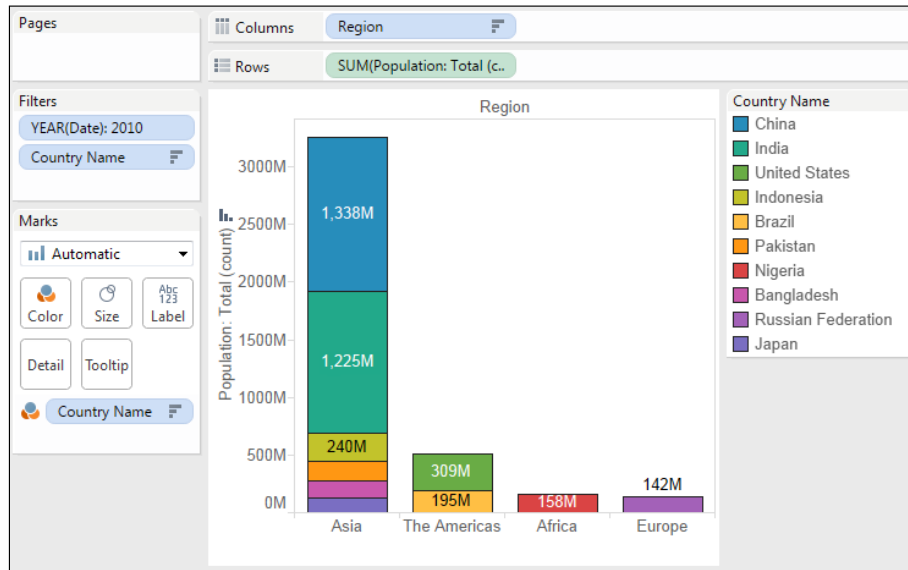 Pages
Columns
Region
Rows
SUM(Population: Total (c..
Filters
YEAR(Date): 2010
Country Name
Marks
Automatic
Color
Size
Abc
123
Label
Detail
Tooltip
Country Name
Region
Population: Total (count)
3000M
2500M
2000M
1500M
1000M
500M
0M
1,338M
1,225M
240M
309M
195M
158M
142M
Asia
The Americas
Africa
Europe
Country Name
China
India
United States
Indonesia
Brazil
Pakistan
Nigeria
Bangladesh
Russian Federation
Japan